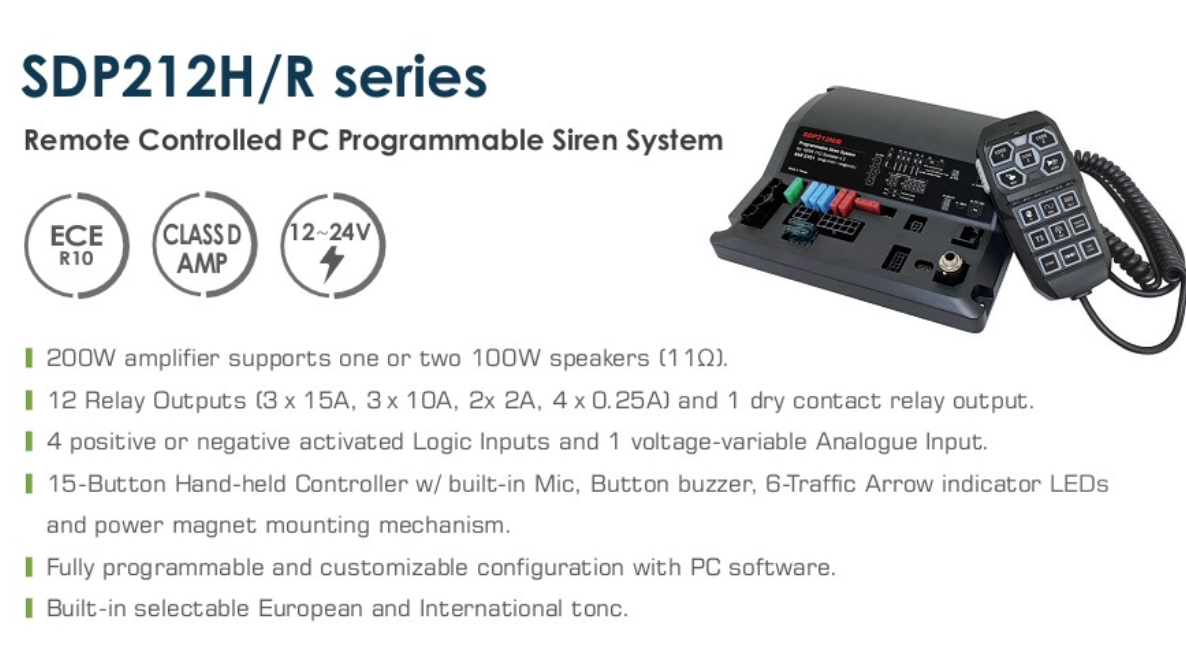 SDP212H/R series
Remote Controlled PC Programmable Siren System
ECE
R10
CLASS D
AMP
12~24V
SDP212H/R
Programmable Siren System
200W amplifier supports one or two 100W speakers (11Ω).
12 Relay Outputs (3 x 15A, 3 x 10A, 2x 2A, 4 x 0.25A) and 1 dry contact relay output.
4 positive or negative activated Logic Inputs and 1 voltage-variable Analogue Input.
15-Button Hand-held Controller w/ built-in Mic, Button buzzer, 6-Traffic Arrow indicator LEDs
and power magnet mounting mechanism.
Fully programmable and customizable configuration with PC software.
Built-in selectable European and International tonc.